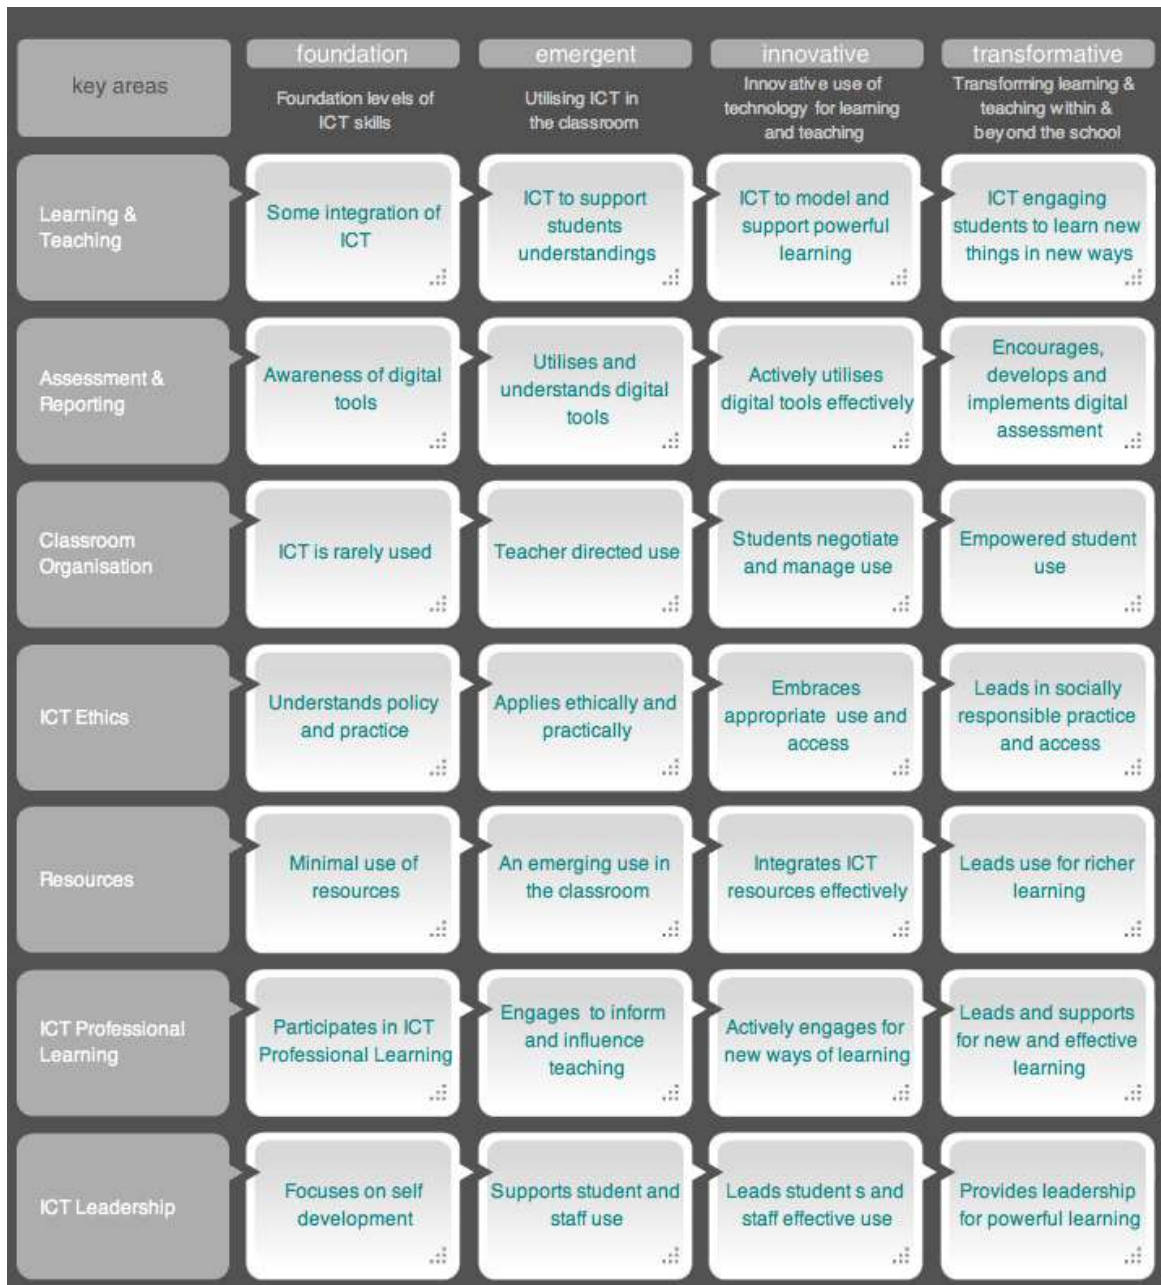 key areas
foundation
Foundation levels of
ICT skills
emergent
Utilising ICT in
the classroom
innovative
Innovative use of
technology for learning
and teaching
transformative
Transforming learning &
teaching within &
beyond the school
Learning &
Teaching
Some integration of
ICT
ICT to support
students
understandings
ICT to model and
support powerful
learning
ICT engaging
students to learn new
things in new ways
Assessment &
Reporting
Awareness of digital
tools
Utilises and
understands digital
tools
Actively utilises
digital tools effectively
Encourages,
develops and
implements digital
assessment
Classroom
Organisation
ICT is rarely used
Teacher directed use
Students negotiate
and manage use
Empowered student
use
ICT Ethics
Understands policy
and practice
Applies ethically and
practically
Embraces
appropriate use and
access
Leads in socially
responsible practice
and access
Resources
Minimal use of
resources
An emerging use in
the classroom
Integrates ICT
resources effectively
Leads use for richer
learning
ICT Professional
Learning
Participates in ICT
Professional Learning
Engages to inform
and influence
teaching
Actively engages for
new ways of learning
Leads and supports
for new and effective
learning
ICT Leadership
Focuses on self
development
Supports student and
staff use
Leads student s and
staff effective use
Provides leadership
for powerful learning